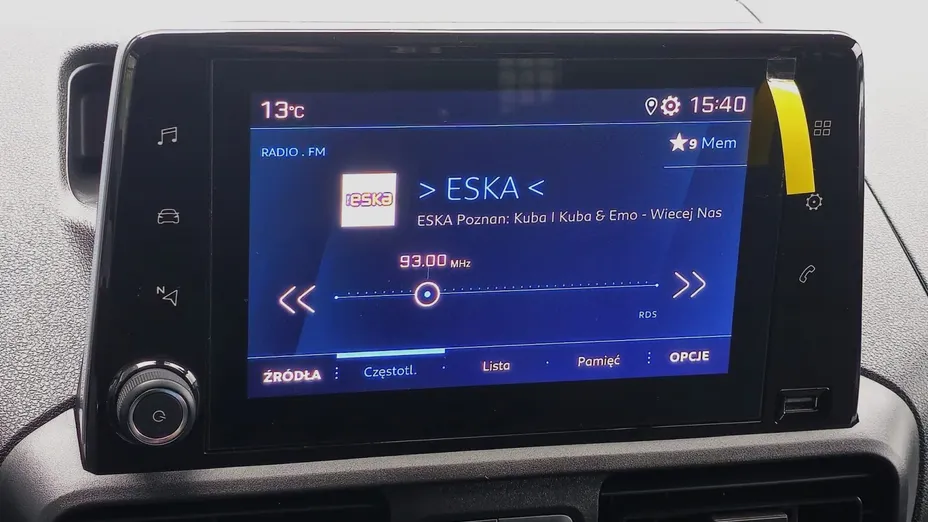 13°C
15:40
RADIO . FM
9 Mem
eska
> ESKA <
ESKA Poznan: Kuba I Kuba & Emo - Wiecej Nas
93.00 MHz
RDS
ŹRÓDŁA
Częstotl.
Lista
Pamięć
OPCJE
N